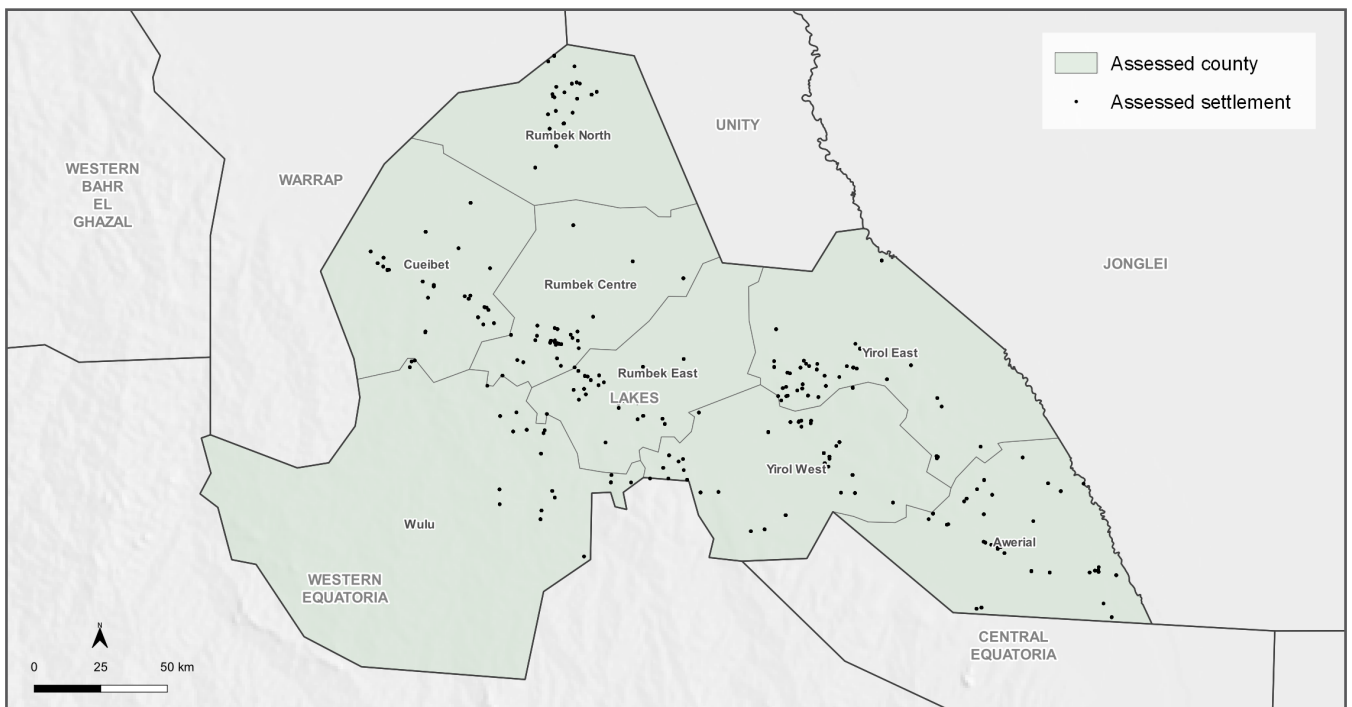 Assessed county
Assessed settlement
UNITY
Rumbek North
WESTERN
BAHR
EL
GHAZAL
WARRAP
Cueibet
JONGLEI
Rumbek Centre
Yirol East
Rumbek East
LAKES
Yirol West
Wulu
Awerial
WESTERN
EQUATORIA
CENTRAL
EQUATORIA
N
0 25 50 km